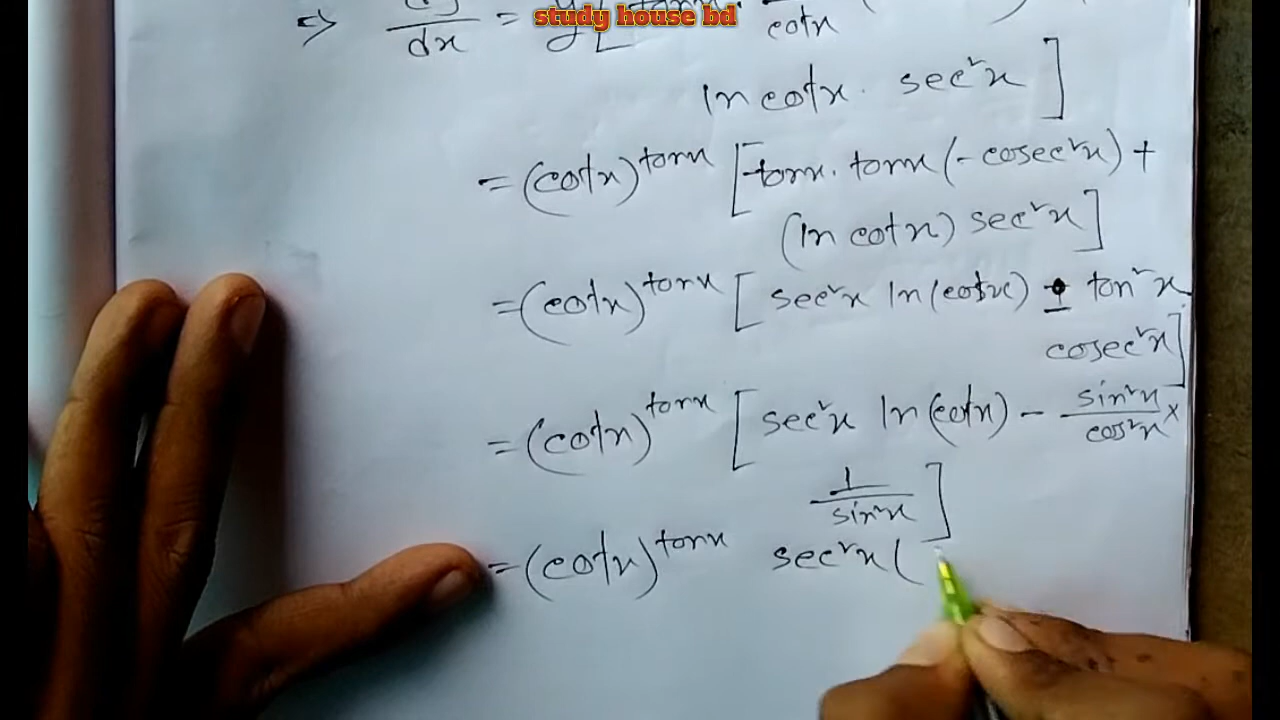 study house bd
⇒ dy/dx = y[ tanx. /cotx
ln cotx. sec²x ]
= (cotx)^tanx [ tanx. tanx (- cosec²x) +
(ln cotx) sec²x ]
= (cotx)^tanx [ sec²x ln(cotx) - tan²x
cosec²x ]
= (cotx)^tanx [ sec²x ln(cotx) - sin²x/cos²x ×
1/sin²x ]
= (cotx)^tanx sec²x (